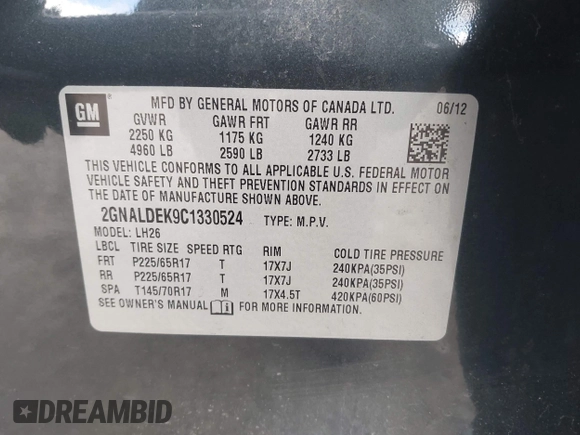 GM
MFD BY GENERAL MOTORS OF CANADA LTD. 06/12
GVWR GAWR FRT GAWR RR
2250 KG 1175 KG 1240 KG
4960 LB 2590 LB 2733 LB
THIS VEHICLE CONFORMS TO ALL APPLICABLE U.S. FEDERAL MOTOR
VEHICLE SAFETY AND THEFT PREVENTION STANDARDS IN EFFECT ON
THE DATE OF MANUFACTURE SHOWN ABOVE.
2GNALDEK9C1330524 TYPE: M.P.V.
MODEL: LH26
LBCL TIRE SIZE SPEED RTG RIM COLD TIRE PRESSURE
FRT P225/65R17 T 17X7J 240KPA(35PSI)
RR P225/65R17 T 17X7J 240KPA(35PSI)
SPA T145/70R17 M 17X4.5T 420KPA(60PSI)
SEE OWNER'S MANUAL FOR MORE INFORMATION.
DREAMBID